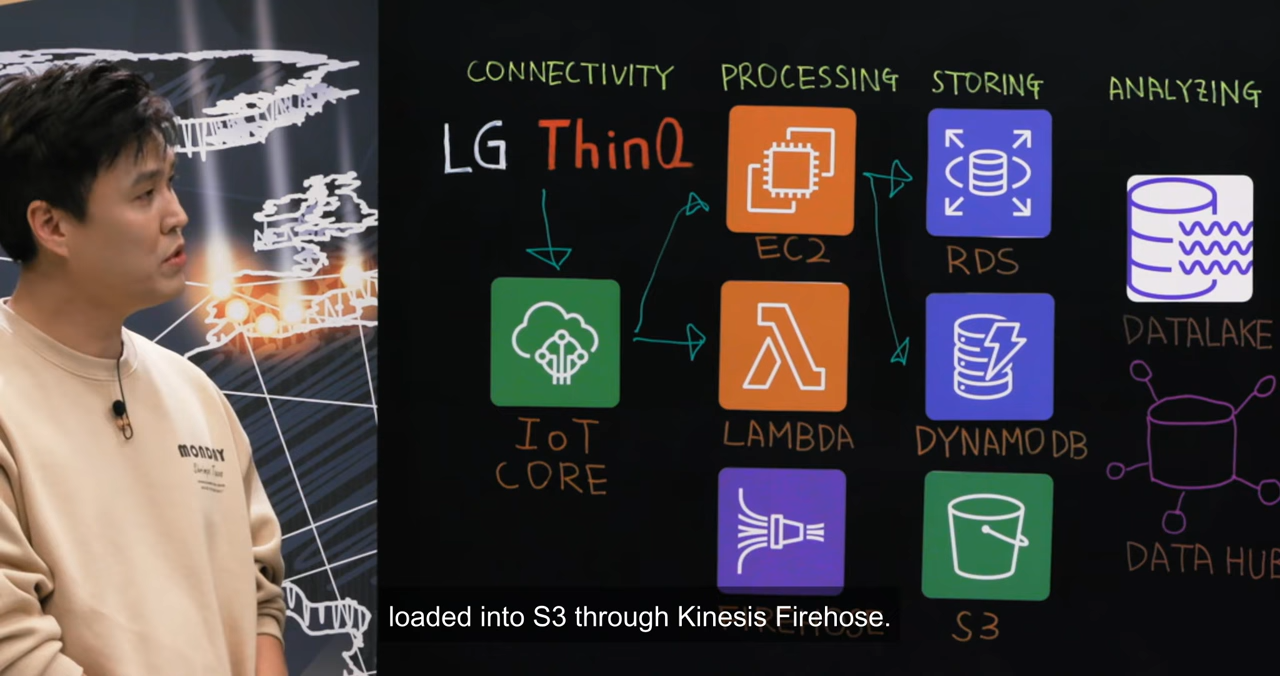 CONNECTIVITY
PROCESSING
STORING
ANALYZING
LG ThinQ
EC2
RDS
DATALAKE
IoT
CORE
LAMBDA
DYNAMODB
MONDAY
FIREHOSE
S3
DATA HUB
loaded into S3 through Kinesis Firehose.